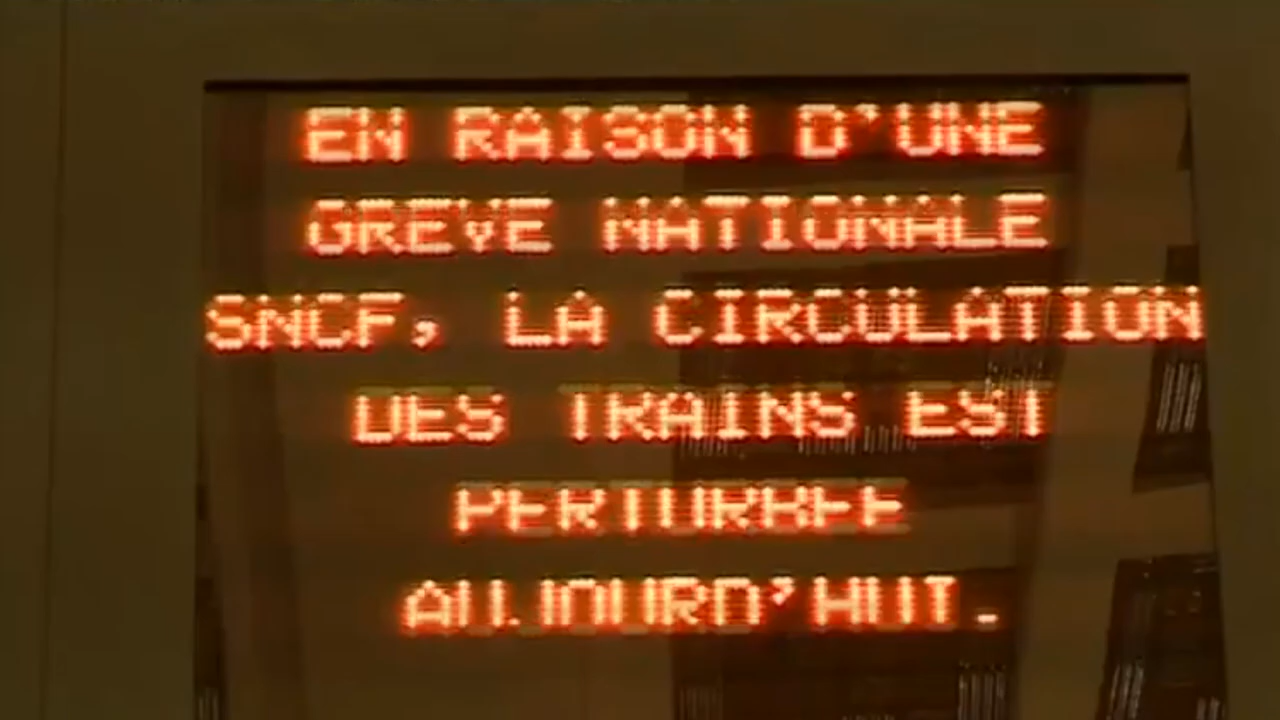 EN RAISON D'UNE
GREVE NATIONALE
SNCF, LA CIRCULATION
DES TRAINS EST
PERTURBEE
AUJOURD'HUI.